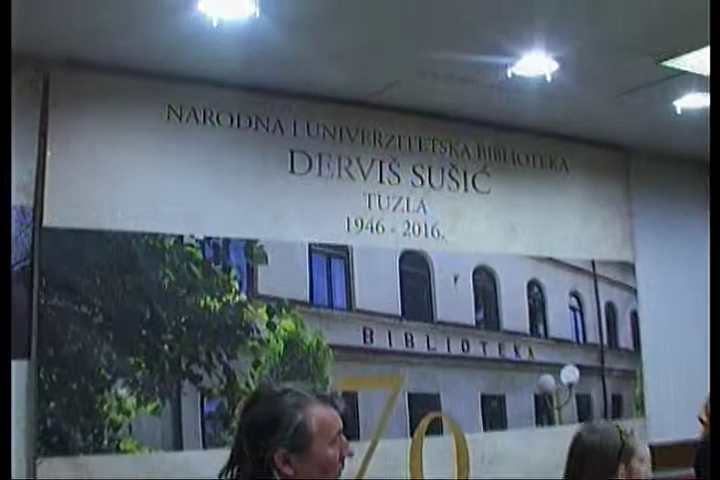 NARODNA I UNIVERZITETSKA BIBLIOTEKA
DERVIŠ SUŠIĆ
TUZLA
1946 - 2016.
BIBLIOTEKA
70